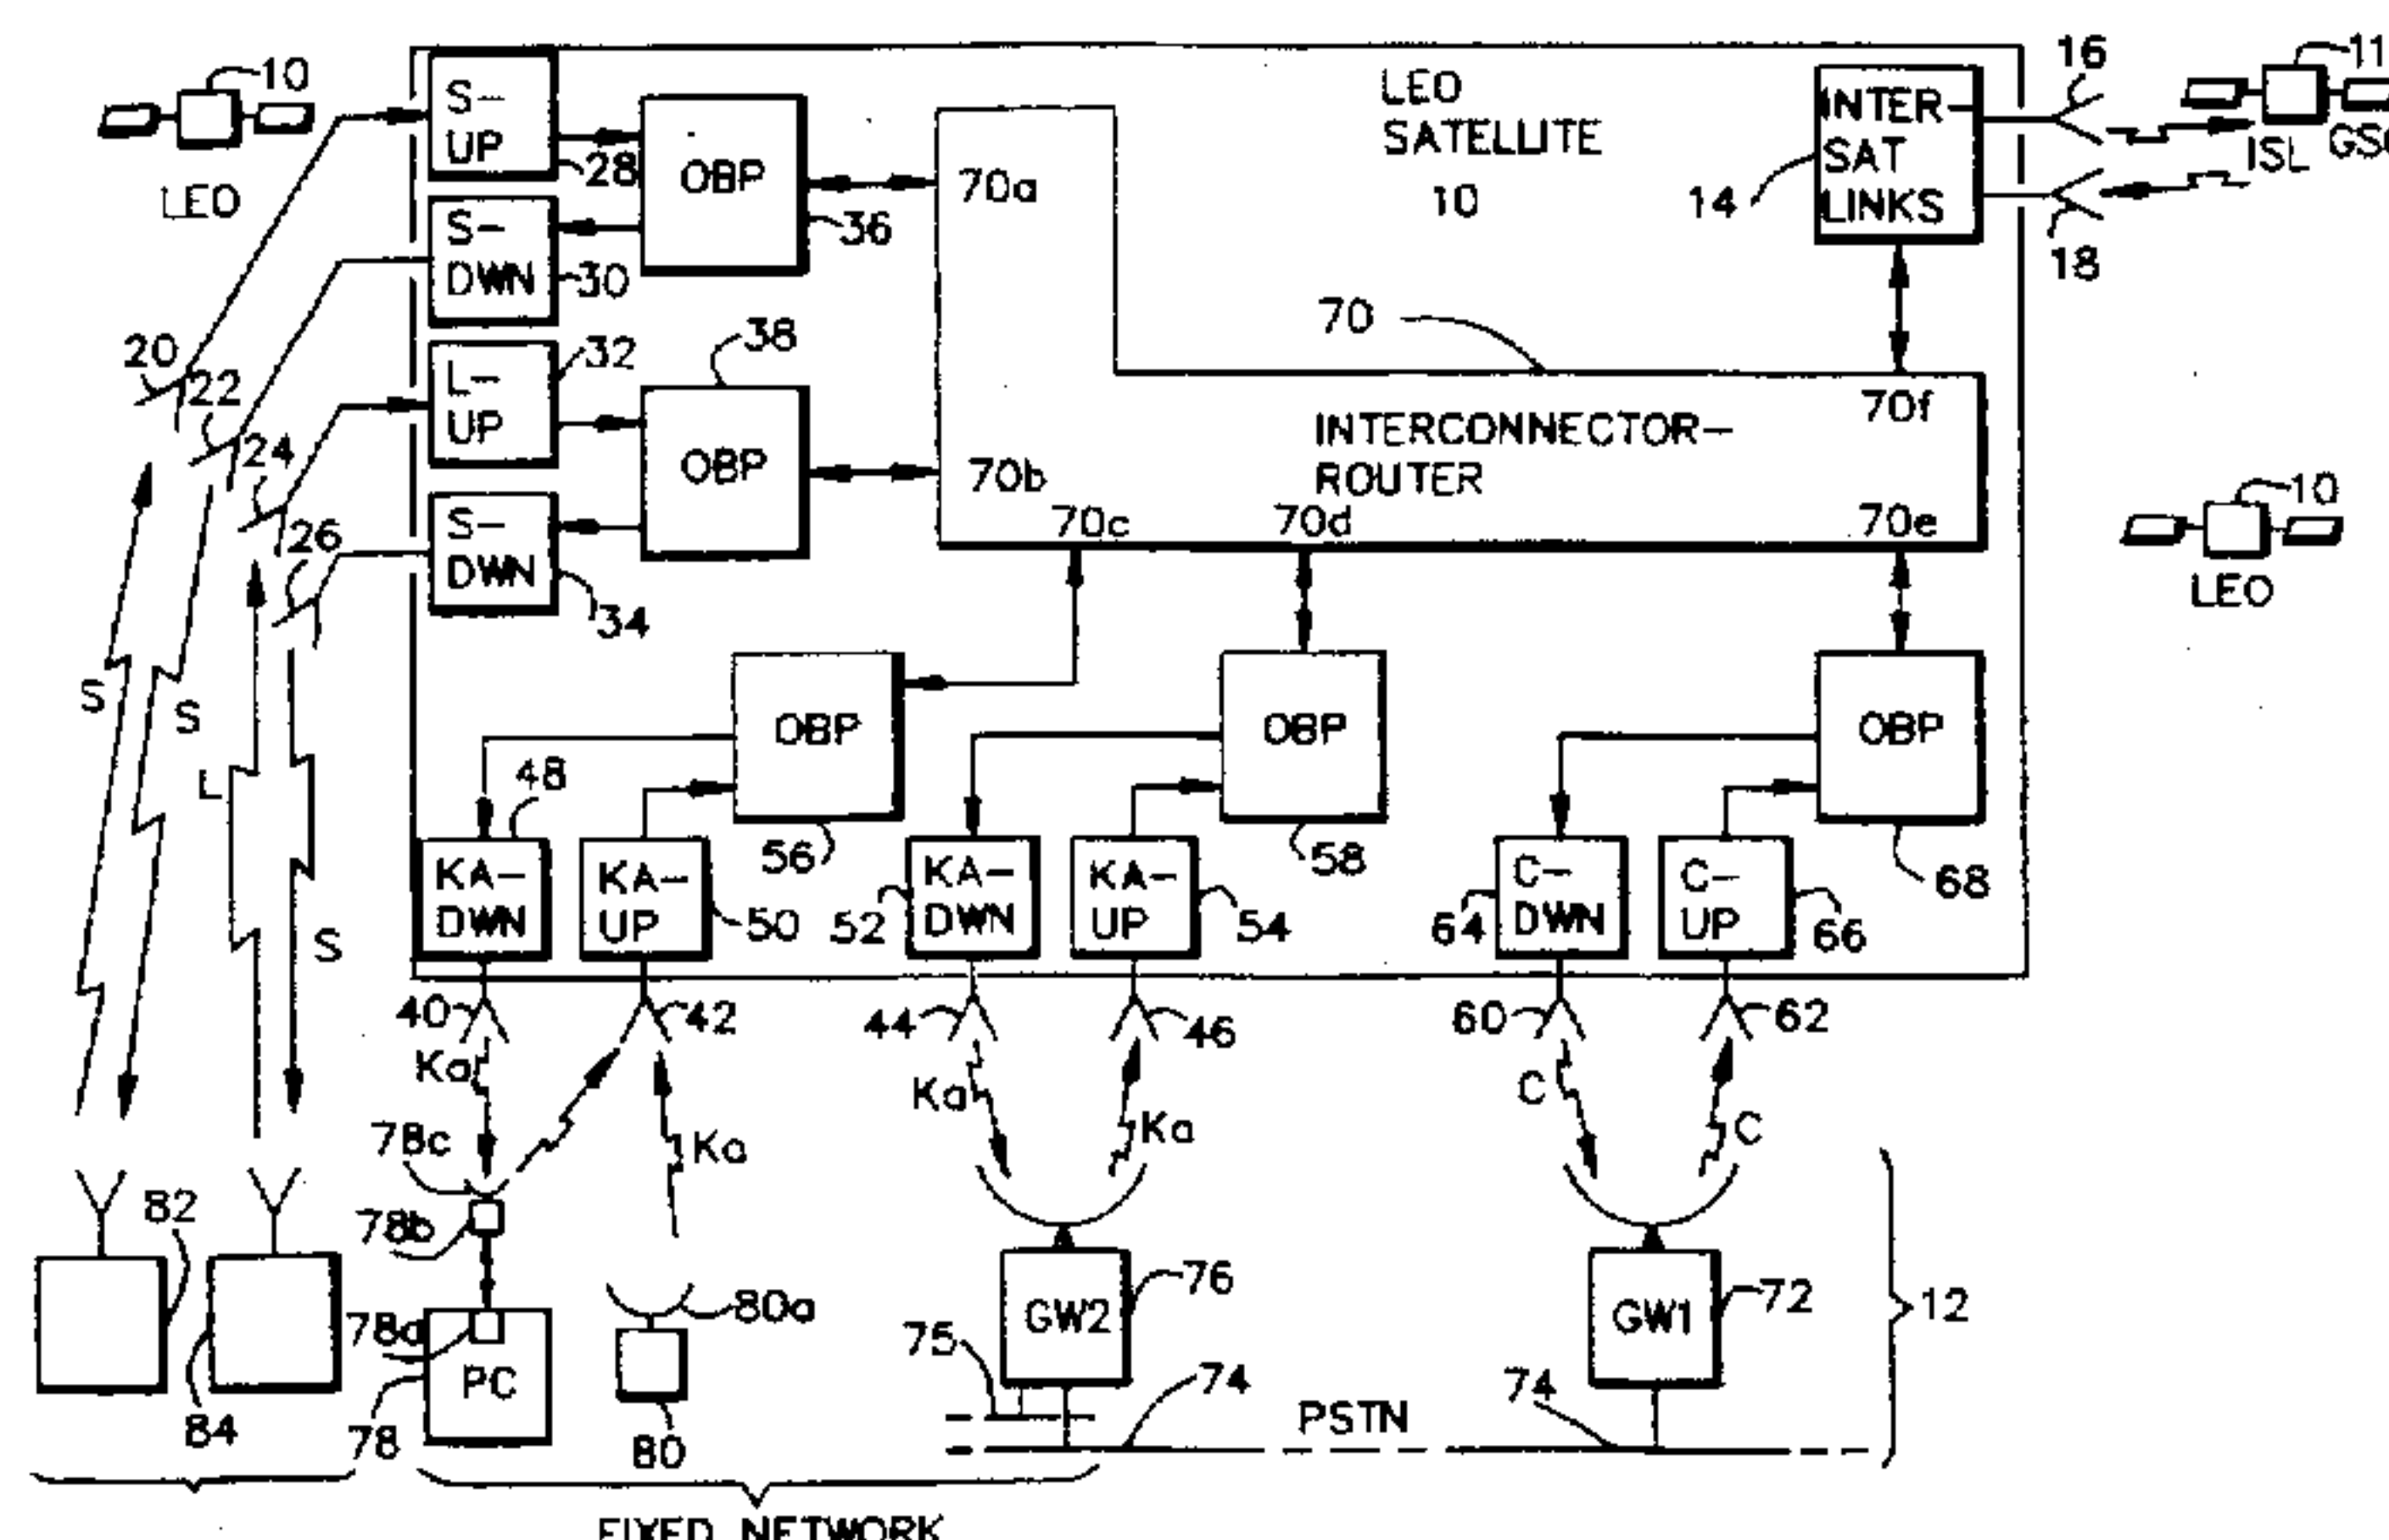 10
LEO
S-
UP
28
OBP
36
S-
DWN
30
20
22
24
26
L-
UP
32
38
OBP
S-
DWN
34
70a
70b
70c
70d
70e
70f
70
INTERCONNECTOR-
ROUTER
LEO
SATELLITE
10
INTER-
SAT
LINKS
14
16
18
11
ISL
10
LEO
S
S
L
S
OBP
56
OBP
58
OBP
68
48
KA-
DWN
KA-
UP
50
52
KA-
DWN
KA-
UP
54
64
C-
DWN
C-
UP
66
40
42
44
46
60
62
Ka
Ka
Ka
Ka
C
C
78c
78b
78a
PC
78
80a
80
82
84
GW2
76
75
74
PSTN
74
GW1
72
12
FIXED NETWORK